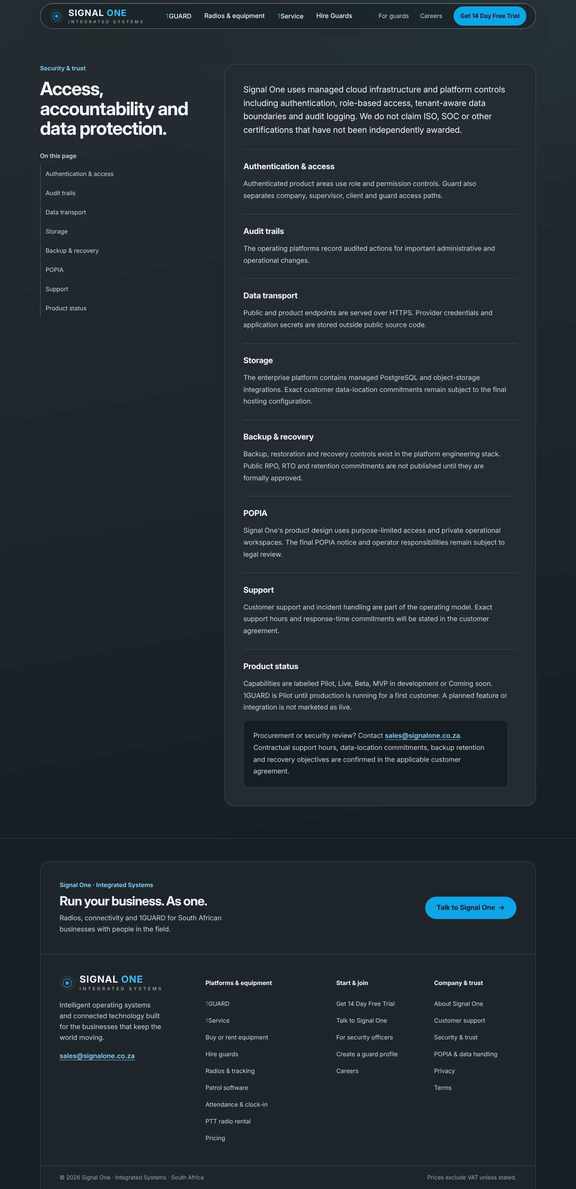 SIGNAL ONE
INTEGRATED SYSTEMS
1GUARD
Radios & equipment
1Service
Hire Guards
For guards
Careers
Get 14 Day Free Trial
Security & trust
Access,
accountability and
data protection.
On this page
Authentication & access
Audit trails
Data transport
Storage
Backup & recovery
POPIA
Support
Product status
Signal One uses managed cloud infrastructure and platform controls
including authentication, role-based access, tenant-aware data
boundaries and audit logging. We do not claim ISO, SOC or other
certifications that have not been independently awarded.
Authentication & access
Authenticated product areas use role and permission controls. Guard also
separates company, supervisor, client and guard access paths.
Audit trails
The operating platforms record audited actions for important administrative and
operational changes.
Data transport
Public and product endpoints are served over HTTPS. Provider credentials and
application secrets are stored outside public source code.
Storage
The enterprise platform contains managed PostgreSQL and object-storage
integrations. Exact customer data-location commitments remain subject to the final
hosting configuration.
Backup & recovery
Backup, restoration and recovery controls exist in the platform engineering stack.
Public RPO, RTO and retention commitments are not published until they are
formally approved.
POPIA
Signal One's product design uses purpose-limited access and private operational
workspaces. The final POPIA notice and operator responsibilities remain subject to
legal review.
Support
Customer support and incident handling are part of the operating model. Exact
support hours and response-time commitments will be stated in the customer
agreement.
Product status
Capabilities are labelled Pilot, Live, Beta, MVP in development or Coming soon.
1GUARD is Pilot until production is running for a first customer. A planned feature or
integration is not marketed as live.
Procurement or security review? Contact sales@signalone.co.za.
Contractual support hours, data-location commitments, backup retention
and recovery objectives are confirmed in the applicable customer
agreement.
Signal One · Integrated Systems
Run your business. As one.
Radios, connectivity and 1GUARD for South African
businesses with people in the field.
Talk to Signal One →
SIGNAL ONE
INTEGRATED SYSTEMS
Intelligent operating systems
and connected technology built
for the businesses that keep the
world moving.
sales@signalone.co.za
Platforms & equipment
1GUARD
1Service
Buy or rent equipment
Hire guards
Radios & tracking
Patrol software
Attendance & clock-in
PTT radio rental
Pricing
Start & join
Get 14 Day Free Trial
Talk to Signal One
For security officers
Create a guard profile
Careers
Company & trust
About Signal One
Customer support
Security & trust
POPIA & data handling
Privacy
Terms
© 2026 Signal One · Integrated Systems · South Africa
Prices exclude VAT unless stated.